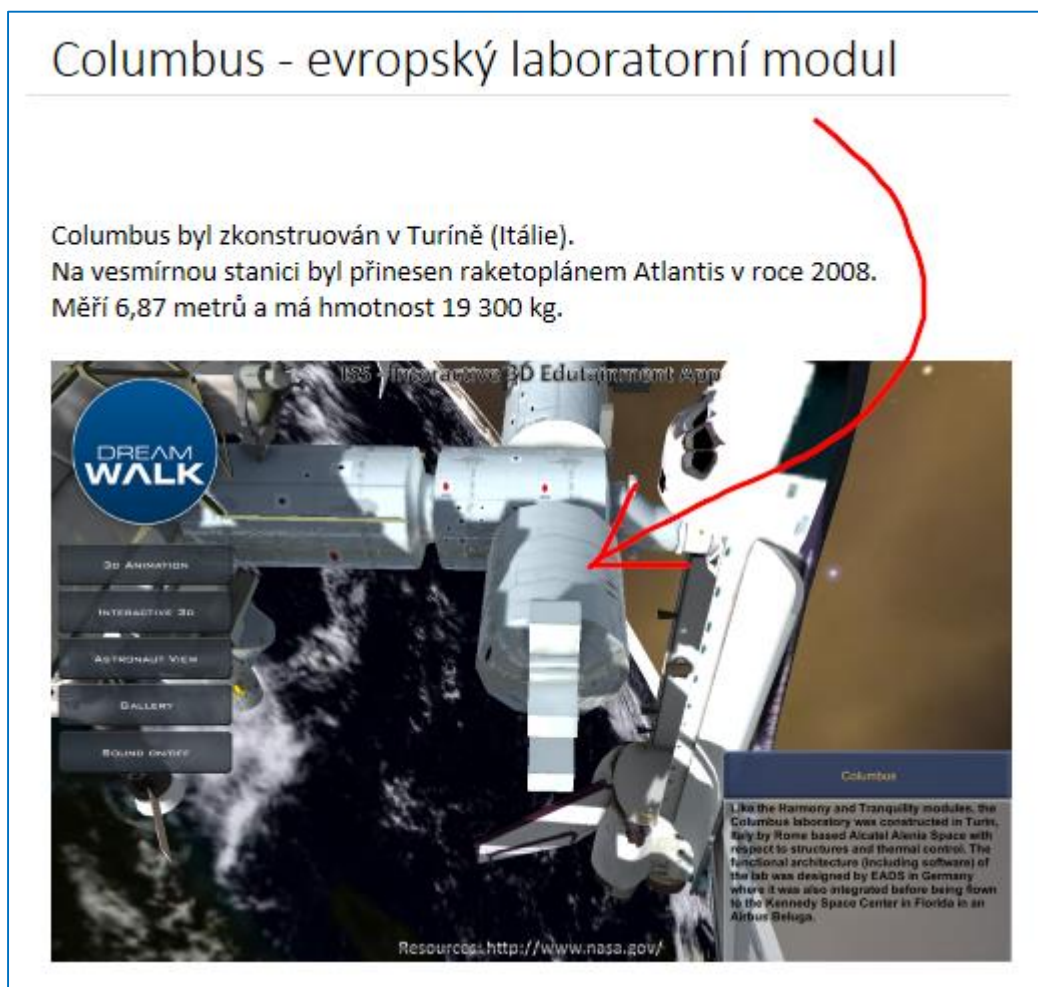 Columbus - evropský laboratorní modul
Columbus byl zkonstruován v Turíně (Itálie).
Na vesmírnou stanici byl přinesen raketoplánem Atlantis v roce 2008.
Měří 6,87 metrů a má hmotnost 19 300 kg.
ISS - Interactive 3D Edutainment App
DREAM
WALK
3D ANIMATION
INTERACTIVE 3D
ASTRONAUT VIEW
GALLERY
SOUND ON/OFF
Columbus
Like the Harmony and Tranquility modules, the
Columbus laboratory was constructed in Turin,
Italy by Rome based Alcatel Alenia Space with
respect to structures and thermal control. The
functional architecture (including software) of
the lab was designed by EADS in Germany
where it was also integrated before being flown
to the Kennedy Space Center in Florida in an
Airbus Beluga.
Resources: http://www.nasa.gov/